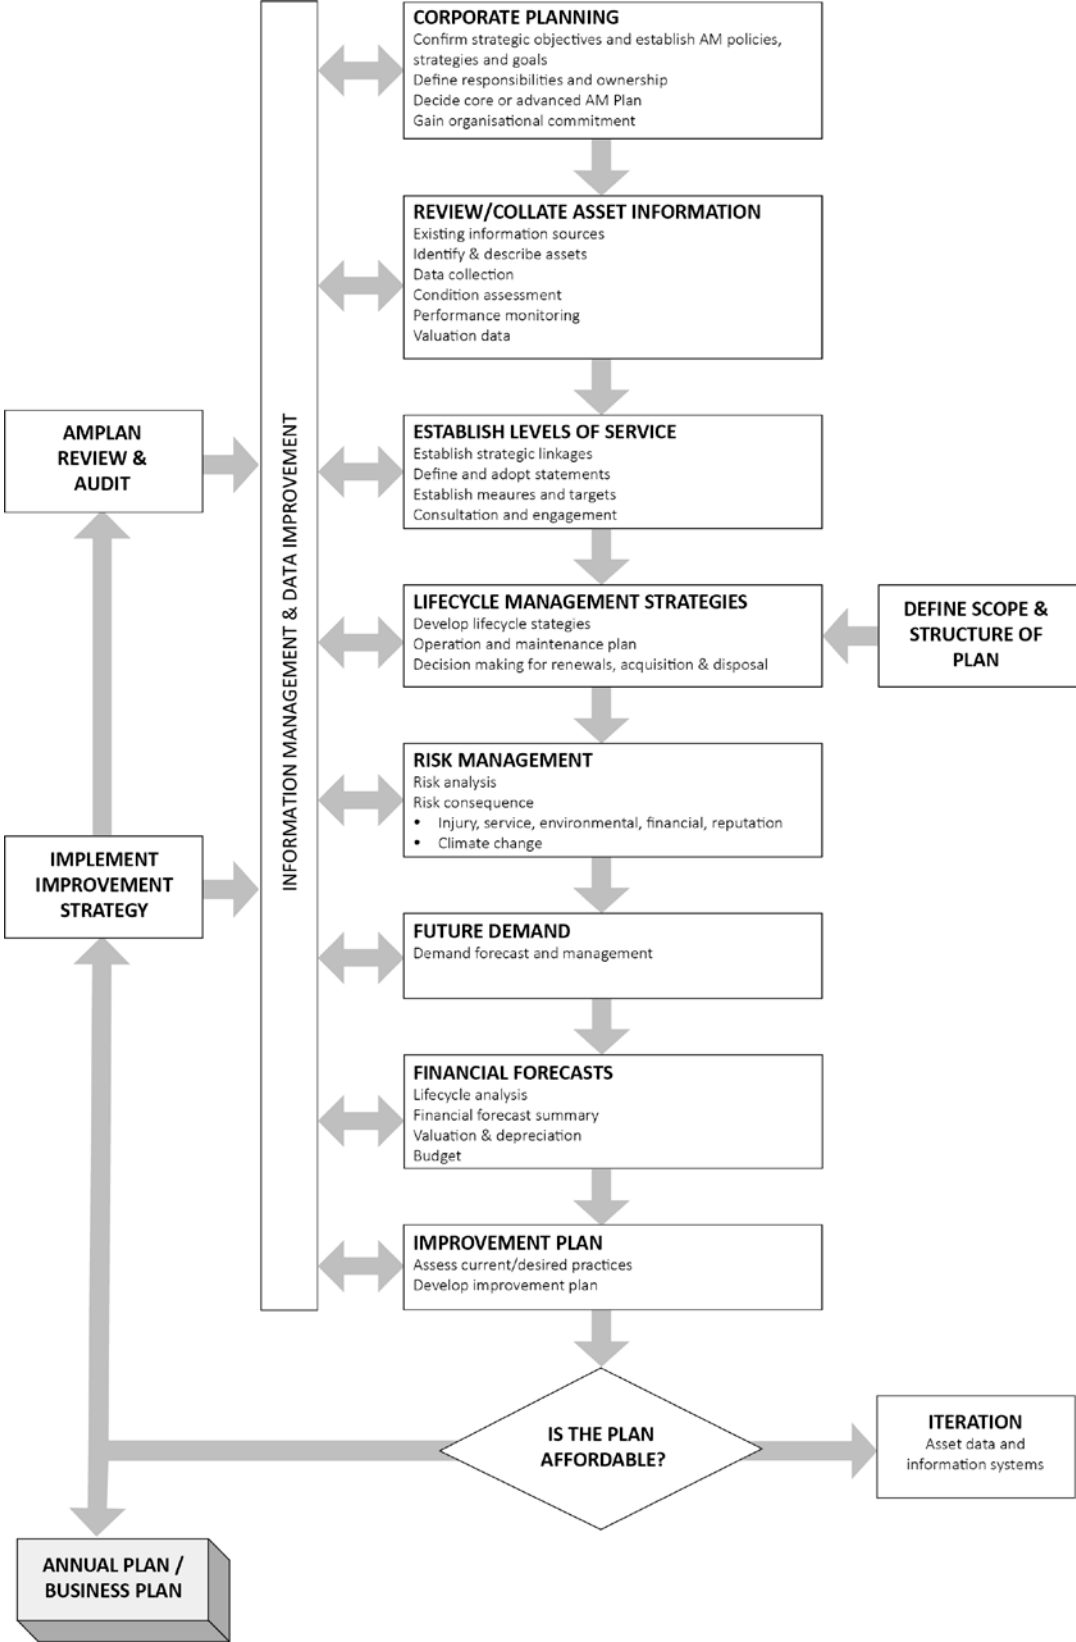 CORPORATE PLANNING
Confirm strategic objectives and establish AM policies,
strategies and goals
Define responsibilities and ownership
Decide core or advanced AM Plan
Gain organisational commitment
REVIEW/COLLATE ASSET INFORMATION
Existing information sources
Identify & describe assets
Data collection
Condition assessment
Performance monitoring
Valuation data
AMPLAN
REVIEW &
AUDIT
INFORMATION MANAGEMENT & DATA IMPROVEMENT
ESTABLISH LEVELS OF SERVICE
Establish strategic linkages
Define and adopt statements
Establish meaures and targets
Consultation and engagement
LIFECYCLE MANAGEMENT STRATEGIES
Develop lifecycle stategies
Operation and maintenance plan
Decision making for renewals, acquisition & disposal
DEFINE SCOPE &
STRUCTURE OF
PLAN
RISK MANAGEMENT
Risk analysis
Risk consequence
• Injury, service, environmental, financial, reputation
• Climate change
IMPLEMENT
IMPROVEMENT
STRATEGY
FUTURE DEMAND
Demand forecast and management
FINANCIAL FORECASTS
Lifecycle analysis
Financial forecast summary
Valuation & depreciation
Budget
IMPROVEMENT PLAN
Assess current/desired practices
Develop improvement plan
IS THE PLAN
AFFORDABLE?
ITERATION
Asset data and
information systems
ANNUAL PLAN /
BUSINESS PLAN